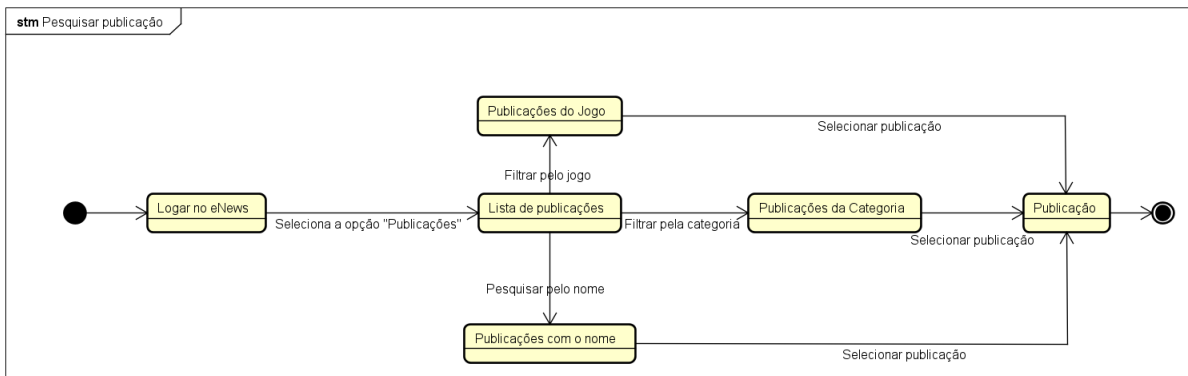 stm Pesquisar publicação
Publicações do Jogo
Selecionar publicação
Filtrar pelo jogo
Logar no eNews
Seleciona a opção "Publicações"
Lista de publicações
Filtrar pela categoria
Publicações da Categoria
Selecionar publicação
Publicação
Pesquisar pelo nome
Publicações com o nome
Selecionar publicação